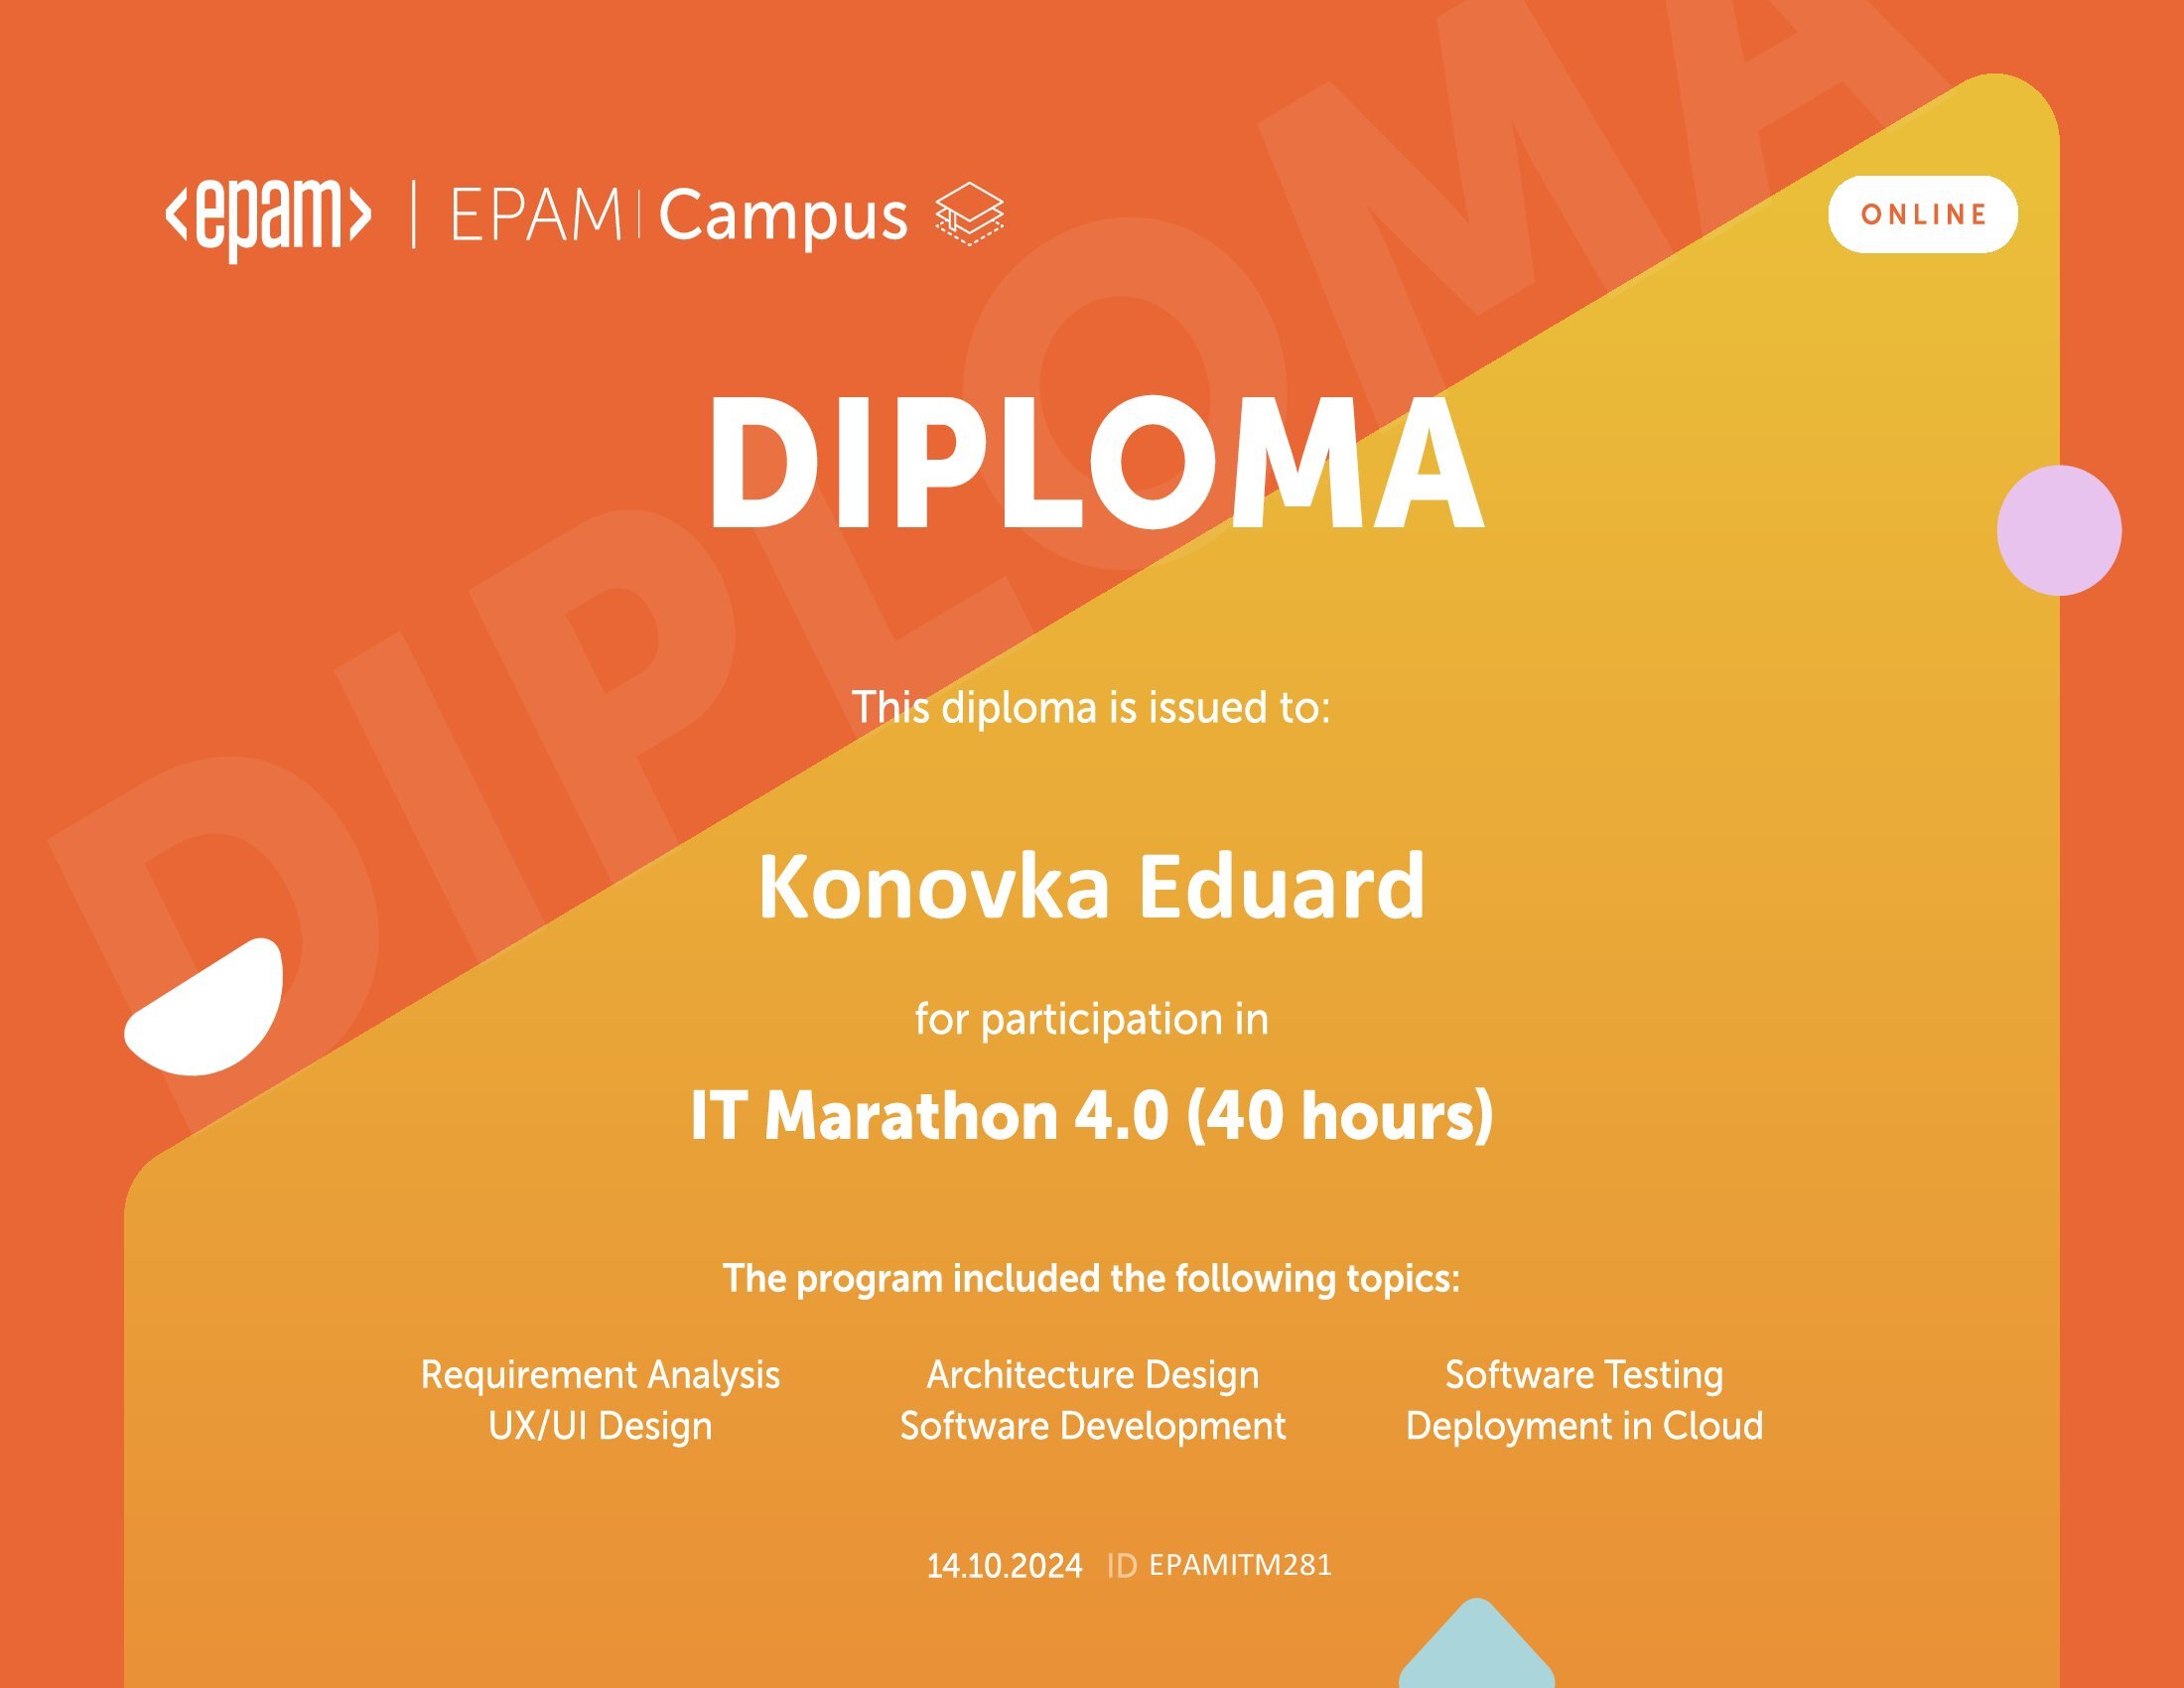 <epam> | EPAM | Campus
ONLINE
DIPLOMA
DIPLOMA
This diploma is issued to:
Konovka Eduard
for participation in
IT Marathon 4.0 (40 hours)
The program included the following topics:
Requirement Analysis
UX/UI Design
Architecture Design
Software Development
Software Testing
Deployment in Cloud
14.10.2024 ID EPAMITM281